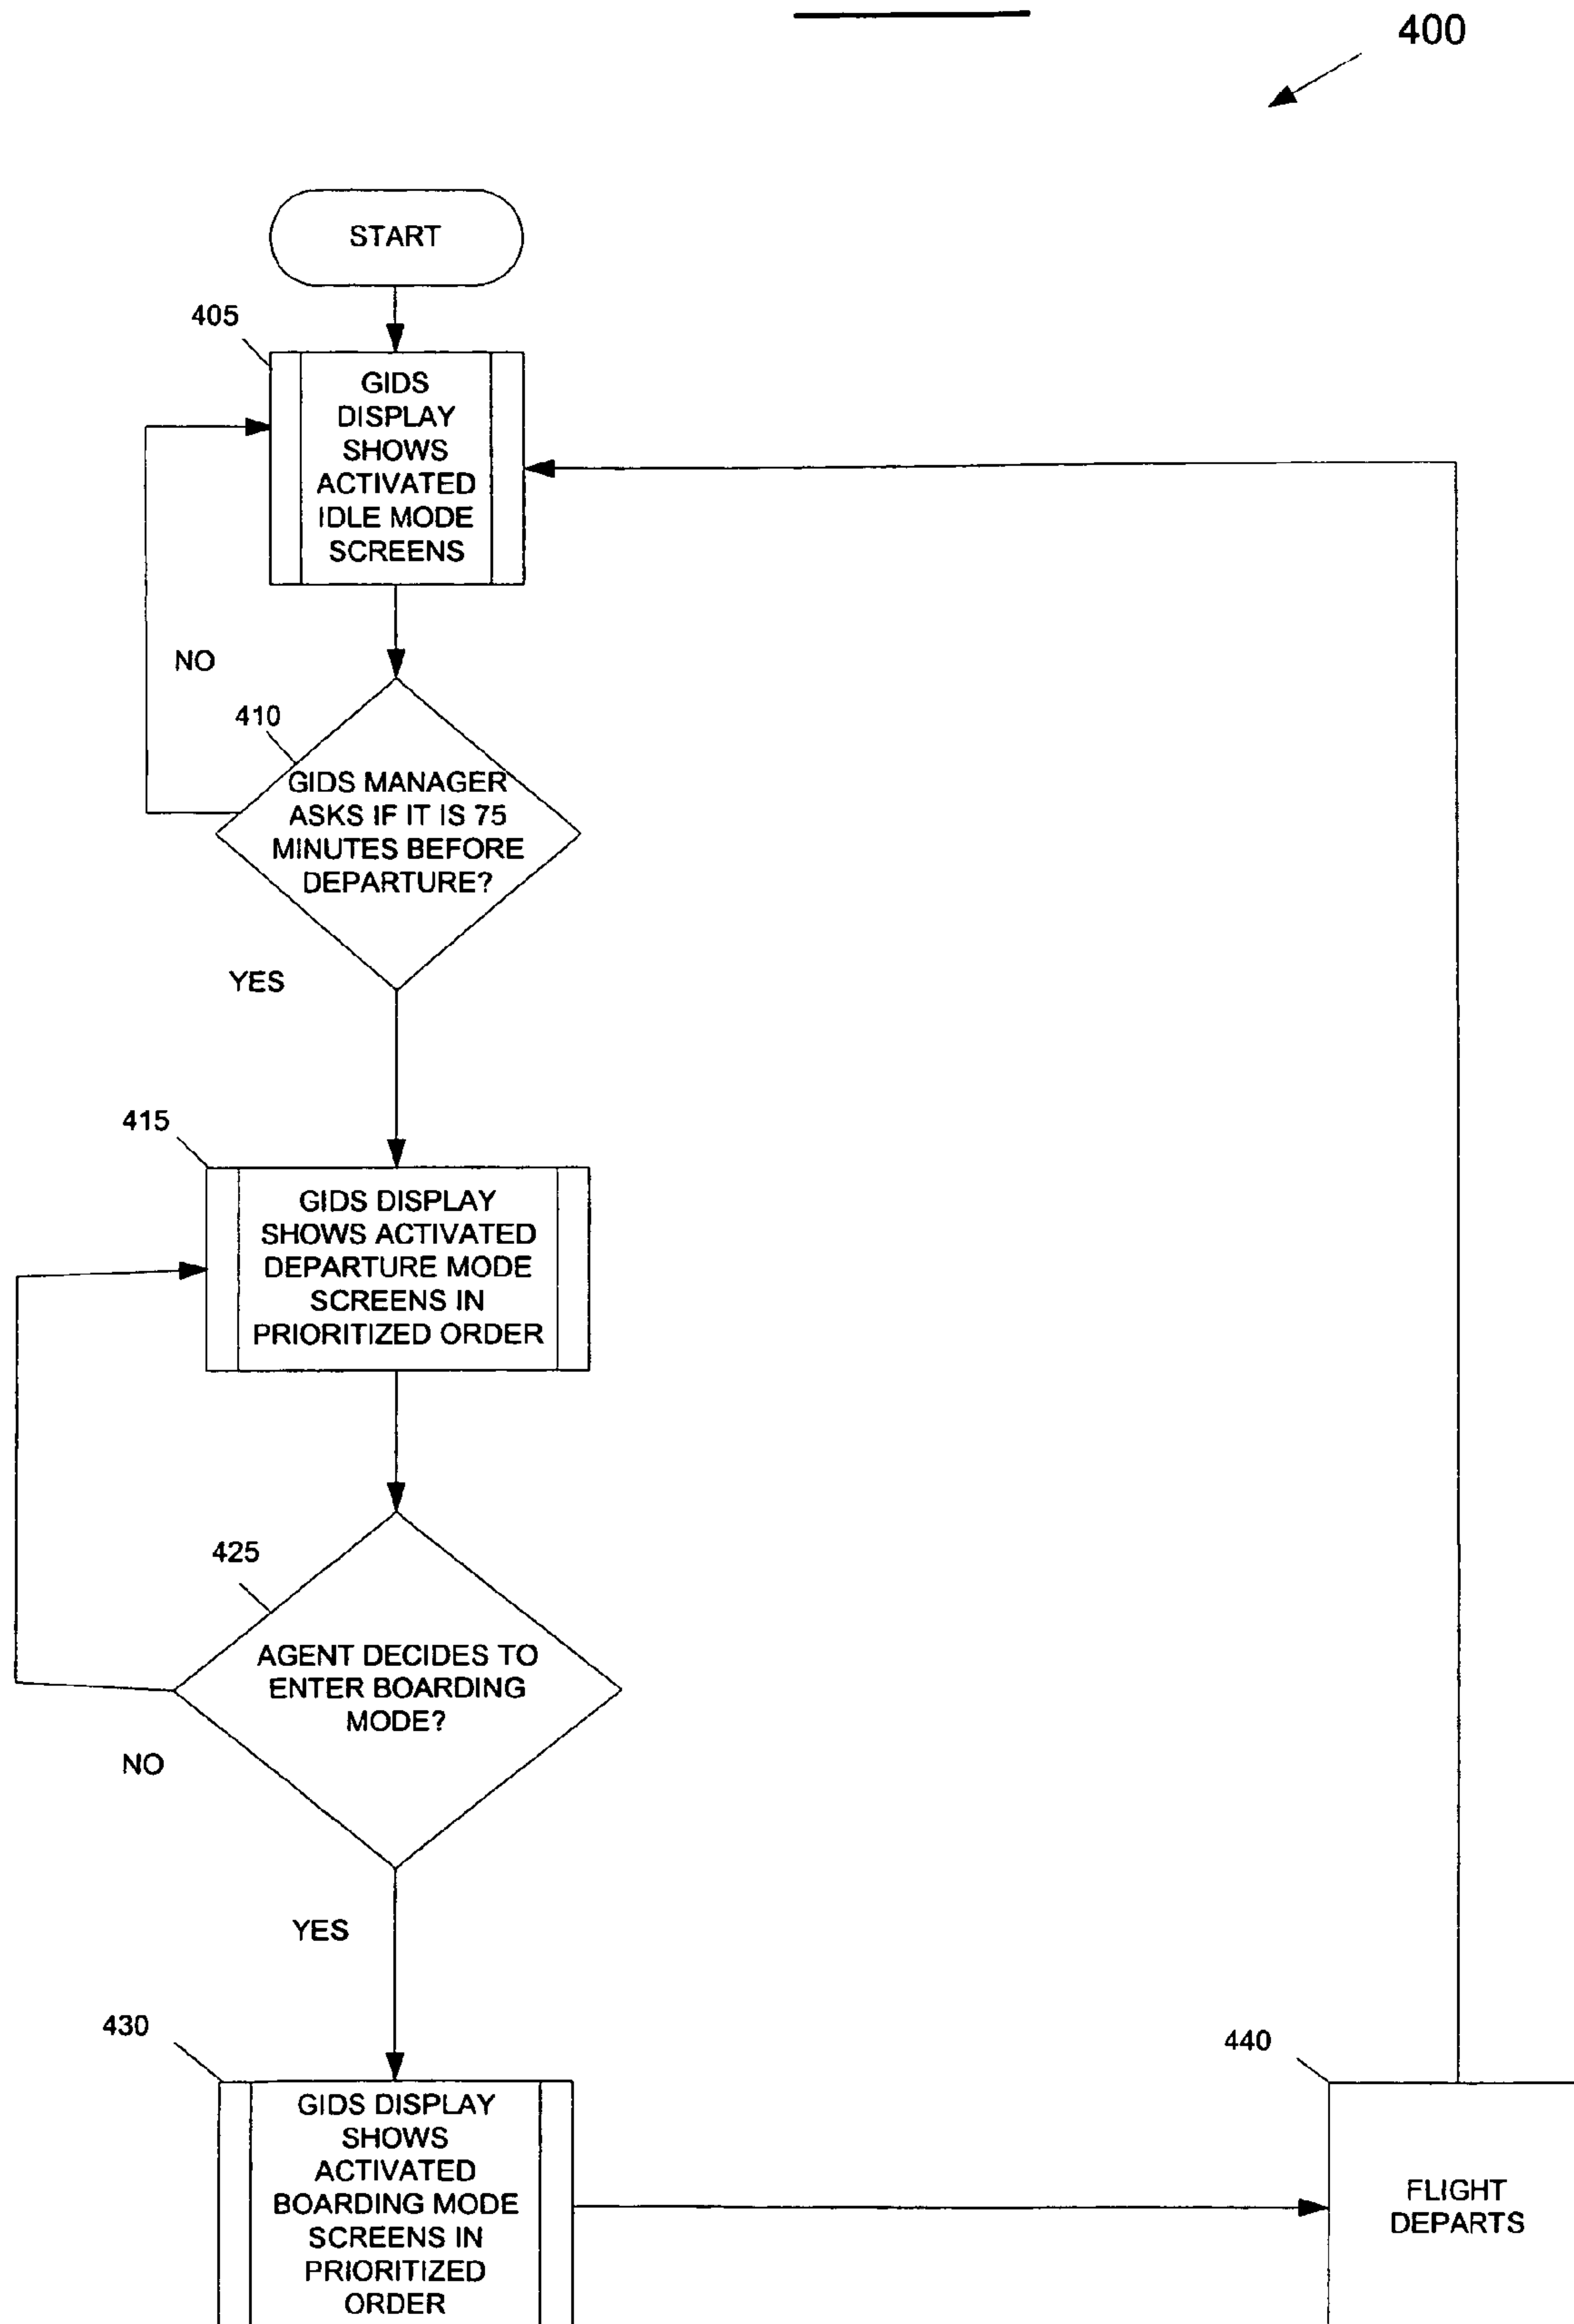 400
START
405
GIDS
DISPLAY
SHOWS
ACTIVATED
IDLE MODE
SCREENS
NO
410
GIDS MANAGER
ASKS IF IT IS 75
MINUTES BEFORE
DEPARTURE?
YES
415
GIDS DISPLAY
SHOWS ACTIVATED
DEPARTURE MODE
SCREENS IN
PRIORITIZED ORDER
425
AGENT DECIDES TO
ENTER BOARDING
MODE?
NO
YES
430
GIDS DISPLAY
SHOWS
ACTIVATED
BOARDING MODE
SCREENS IN
PRIORITIZED
ORDER
440
FLIGHT
DEPARTS